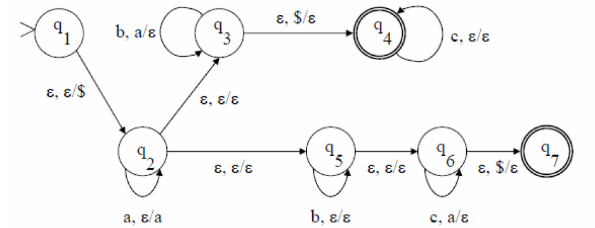 q1
b, a/ε
q3
ε, $/ε
q4
c, ε/ε
ε, ε/$
ε, ε/ε
q2
ε, ε/ε
q5
ε, ε/ε
q6
ε, $/ε
q7
a, ε/a
b, ε/ε
c, a/ε